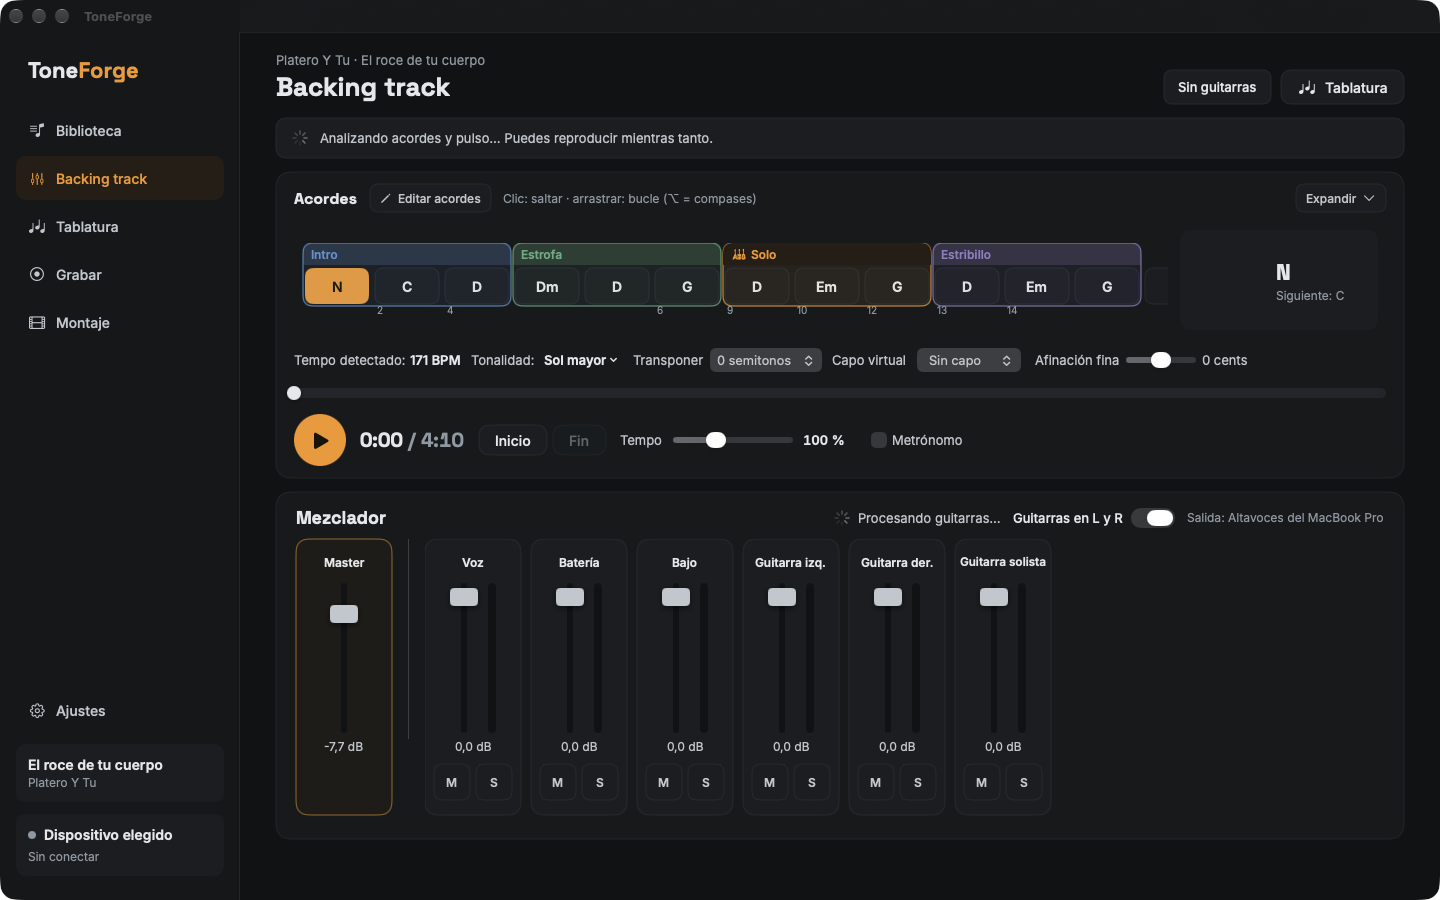 ToneForge
ToneForge
Biblioteca
Backing track
Tablatura
Grabar
Montaje
Ajustes
El roce de tu cuerpo
Platero Y Tu
Dispositivo elegido
Sin conectar
Platero Y Tu · El roce de tu cuerpo
Backing track
Sin guitarras
Tablatura
Analizando acordes y pulso... Puedes reproducir mientras tanto.
Acordes
Editar acordes
Clic: saltar · arrastrar: bucle (⌥ = compases)
Expandir
Intro Estrofa Solo Estribillo
N C D Dm D G D Em G D Em G
2 4 6 9 10 12 13 14
N
Siguiente: C
Tempo detectado: 171 BPM Tonalidad: Sol mayor Transponer 0 semitonos Capo virtual Sin capo Afinación fina 0 cents
0:00 / 4:10 Inicio Fin Tempo 100 % Metrónomo
Mezclador
Procesando guitarras... Guitarras en L y R Salida: Altavoces del MacBook Pro
Master Voz Batería Bajo Guitarra izq. Guitarra der. Guitarra solista
-7,7 dB 0,0 dB 0,0 dB 0,0 dB 0,0 dB 0,0 dB 0,0 dB
M S M S M S M S M S M S